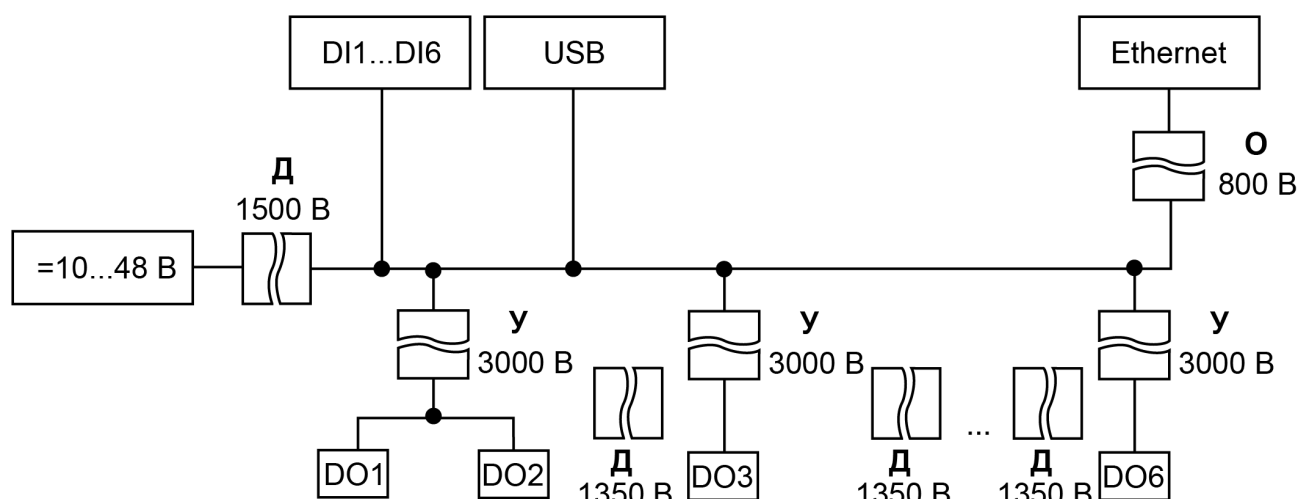 DI1...DI6
USB
Ethernet
О
800 В
Д
1500 В
=10...48 В
У
3000 В
У
3000 В
У
3000 В
...
DO1
DO2
Д
1350 В
DO3
Д
1350 В
Д
1350 В
DO6